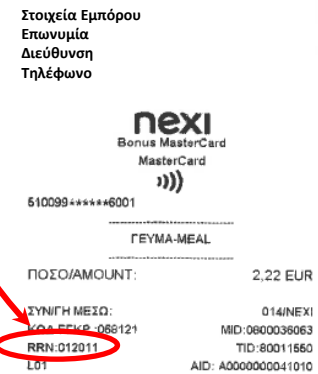 Στοιχεία Εμπόρου
Επωνυμία
Διεύθυνση
Τηλέφωνο
nexi
Bonus MasterCard
MasterCard
510099******6001
ΓΕΥΜΑ-MEAL
ΠΟΣΟ/AMOUNT: 2,22 EUR
ΣΥΝ/ΓΗ ΜΕΣΩ: 014/NEXI
ΚΩΔ.ΕΓΚΡ.:068121 MID:0800036063
RRN:012011 TID:80011550
L01 AID: A0000000041010